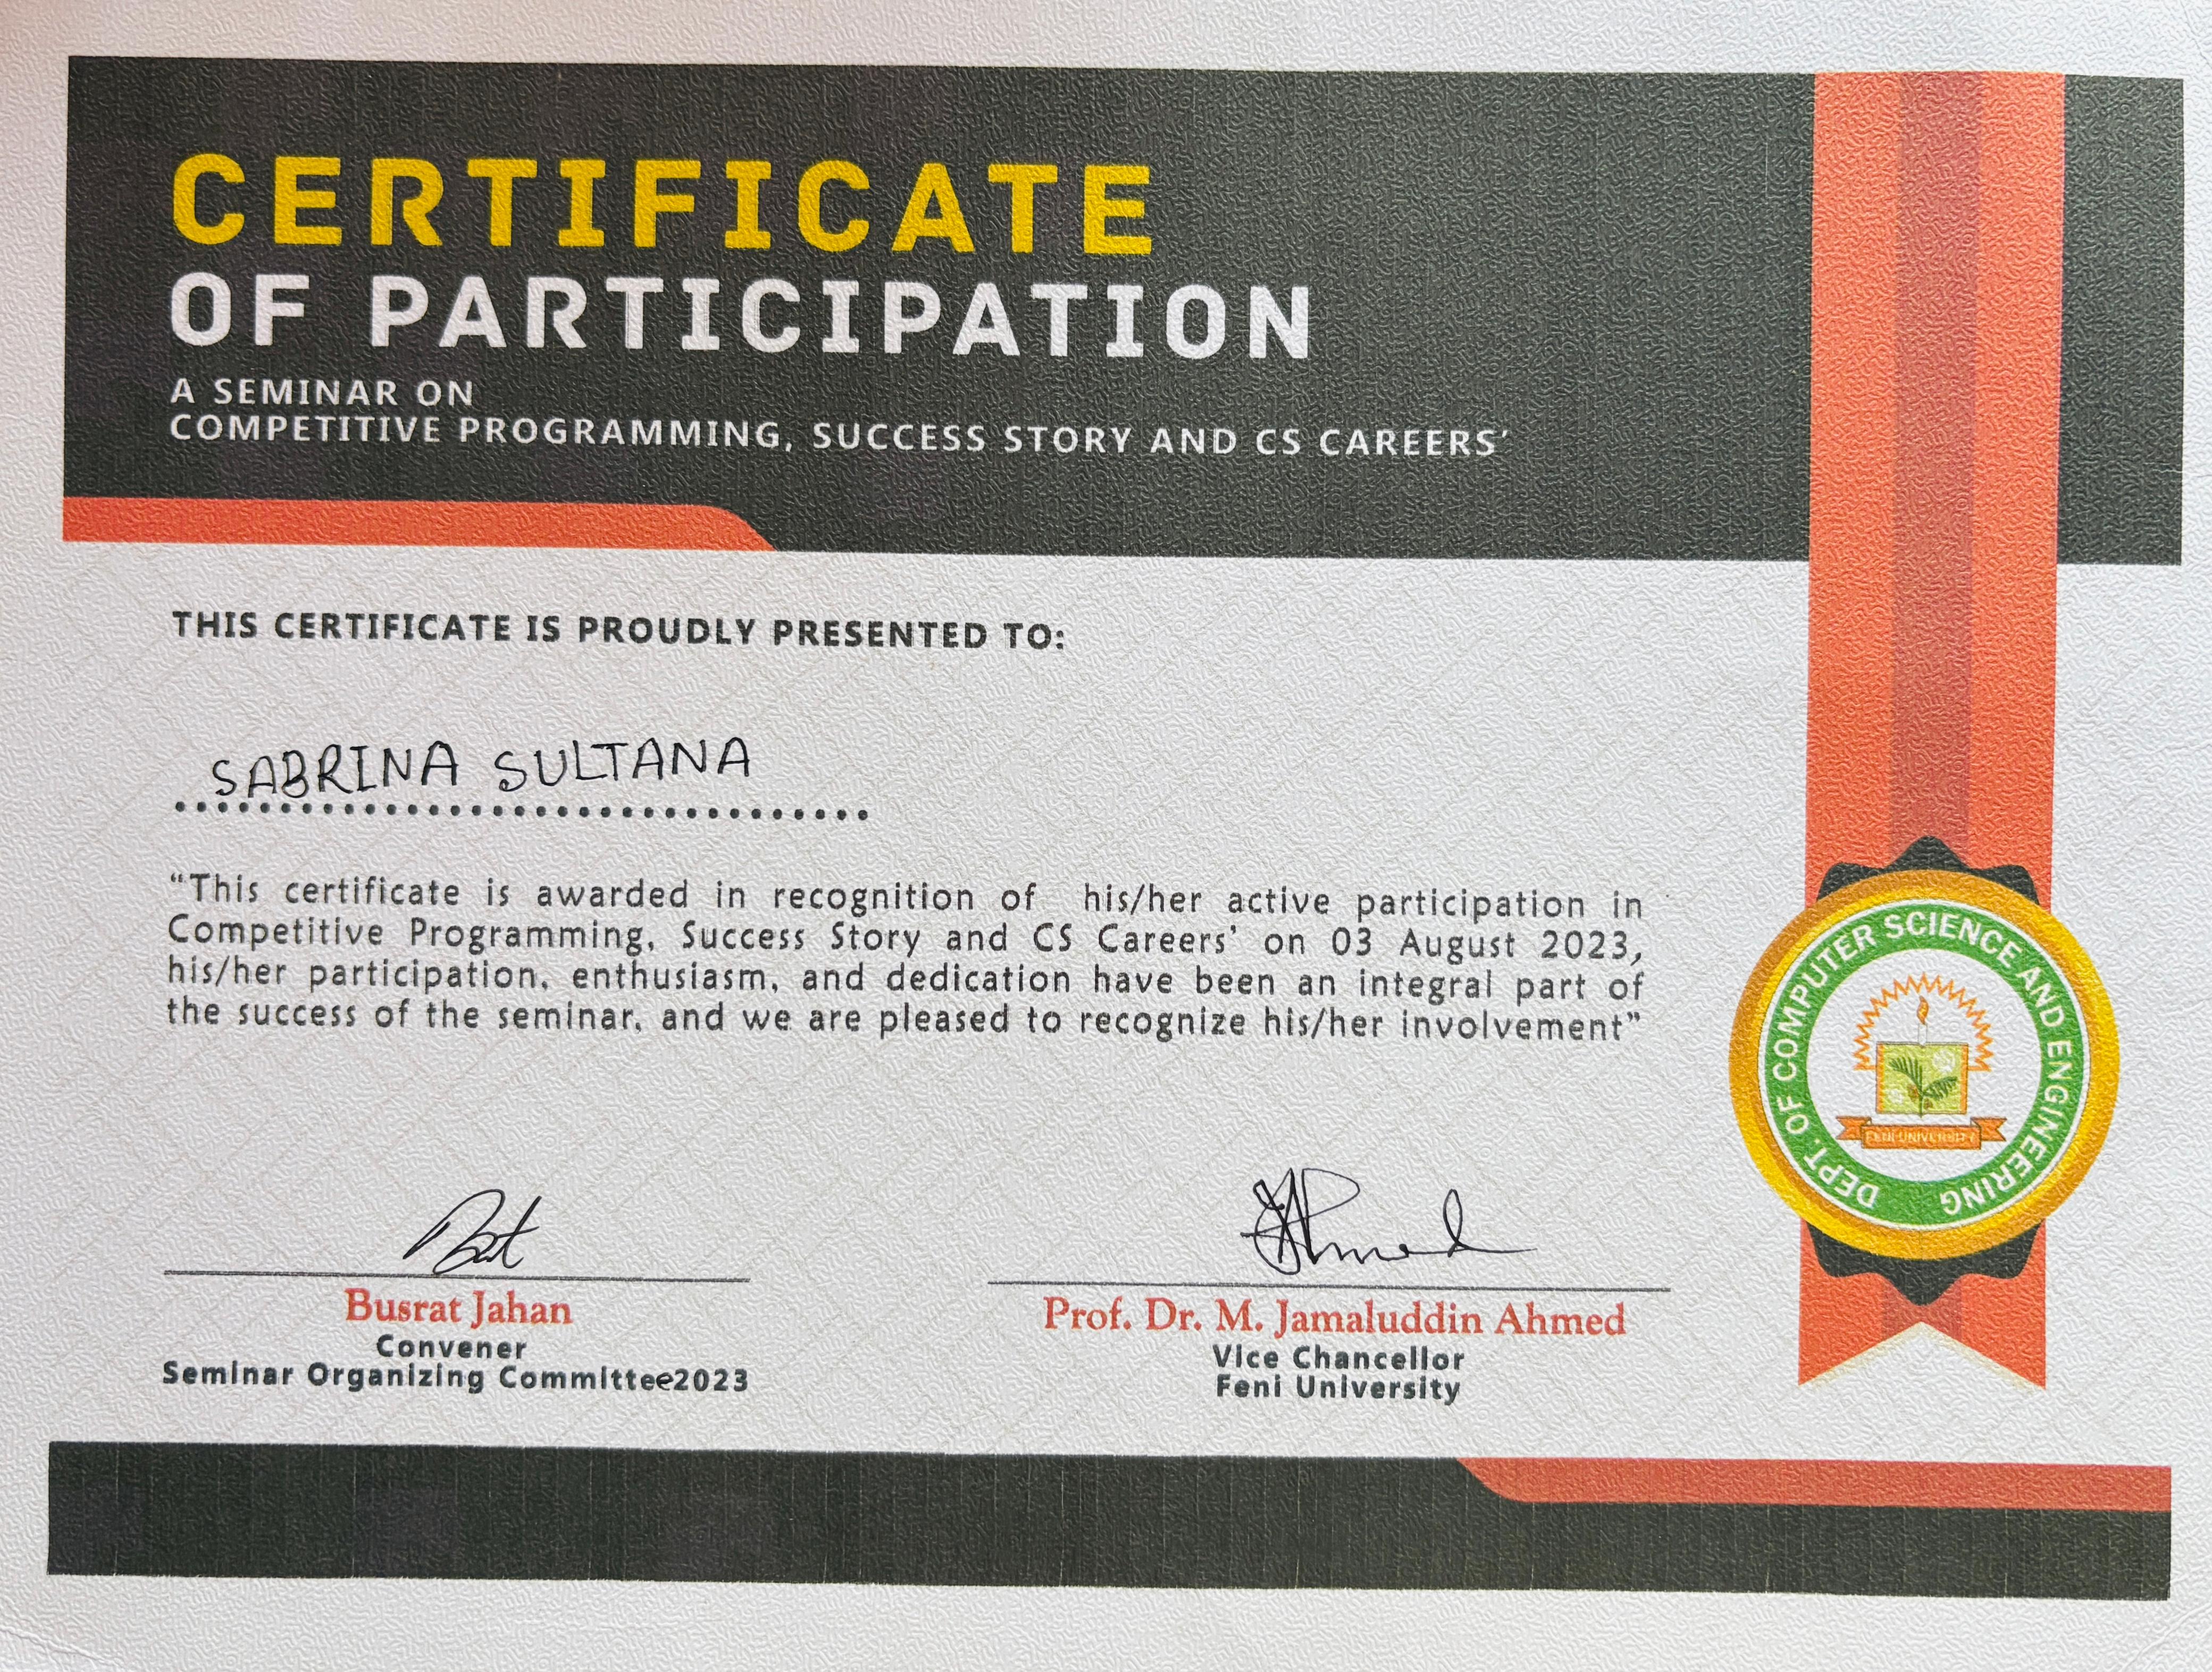 CERTIFICATE
OF PARTICIPATION
A SEMINAR ON
COMPETITIVE PROGRAMMING, SUCCESS STORY AND CS CAREERS’
THIS CERTIFICATE IS PROUDLY PRESENTED TO:
SABRINA SULTANA
“This certificate is awarded in recognition of his/her active participation in
Competitive Programming, Success Story and CS Careers’ on 03 August 2023,
his/her participation, enthusiasm, and dedication have been an integral part of
the success of the seminar, and we are pleased to recognize his/her involvement”
DEPT. OF COMPUTER SCIENCE AND ENGINEERING
FENI UNIVERSITY
Busrat Jahan
Convener
Seminar Organizing Committee2023
Prof. Dr. M. Jamaluddin Ahmed
Vice Chancellor
Feni University